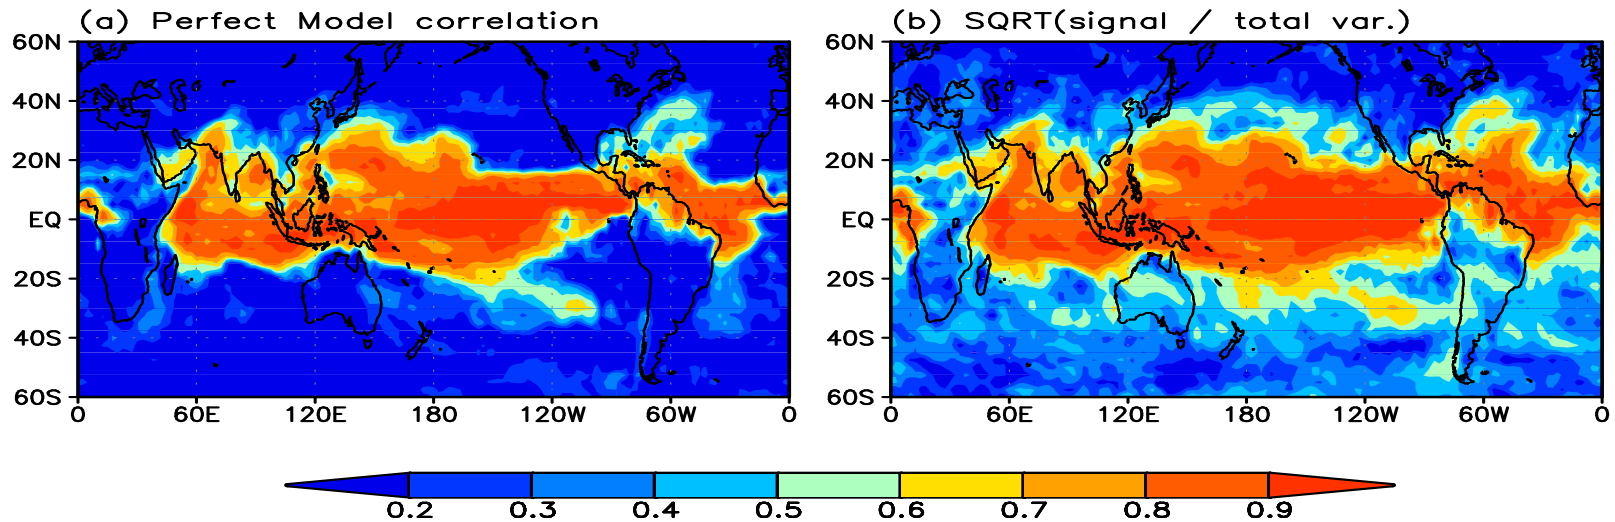 (a) Perfect Model correlation
(b) SQRT(signal / total var.)
60N
40N
20N
EQ
20S
40S
60S
0 60E 120E 180 120W 60W 0
60N
40N
20N
EQ
20S
40S
60S
0 60E 120E 180 120W 60W 0
0.2 0.3 0.4 0.5 0.6 0.7 0.8 0.9